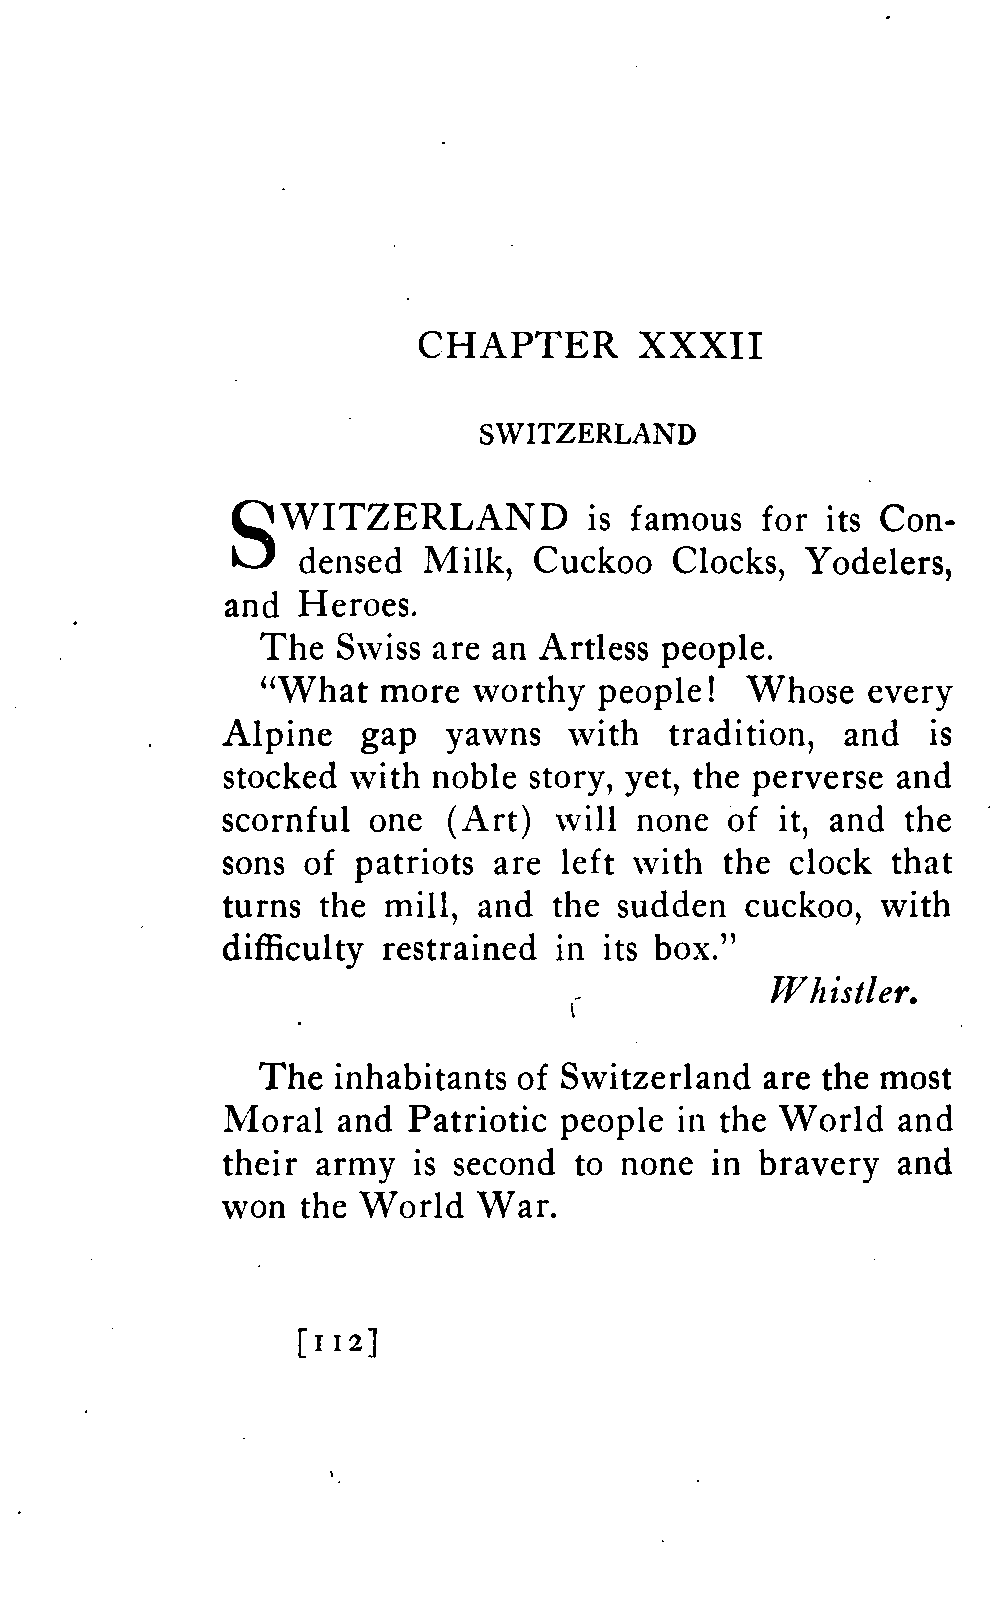 CHAPTER XXXII
SWITZERLAND
SWITZERLAND is famous for its Con-
densed Milk, Cuckoo Clocks, Yodelers,
and Heroes.
The Swiss are an Artless people.
“What more worthy people! Whose every
Alpine gap yawns with tradition, and is
stocked with noble story, yet, the perverse and
scornful one (Art) will none of it, and the
sons of patriots are left with the clock that
turns the mill, and the sudden cuckoo, with
difficulty restrained in its box.”
Whistler.
The inhabitants of Switzerland are the most
Moral and Patriotic people in the World and
their army is second to none in bravery and
won the World War.
[112]